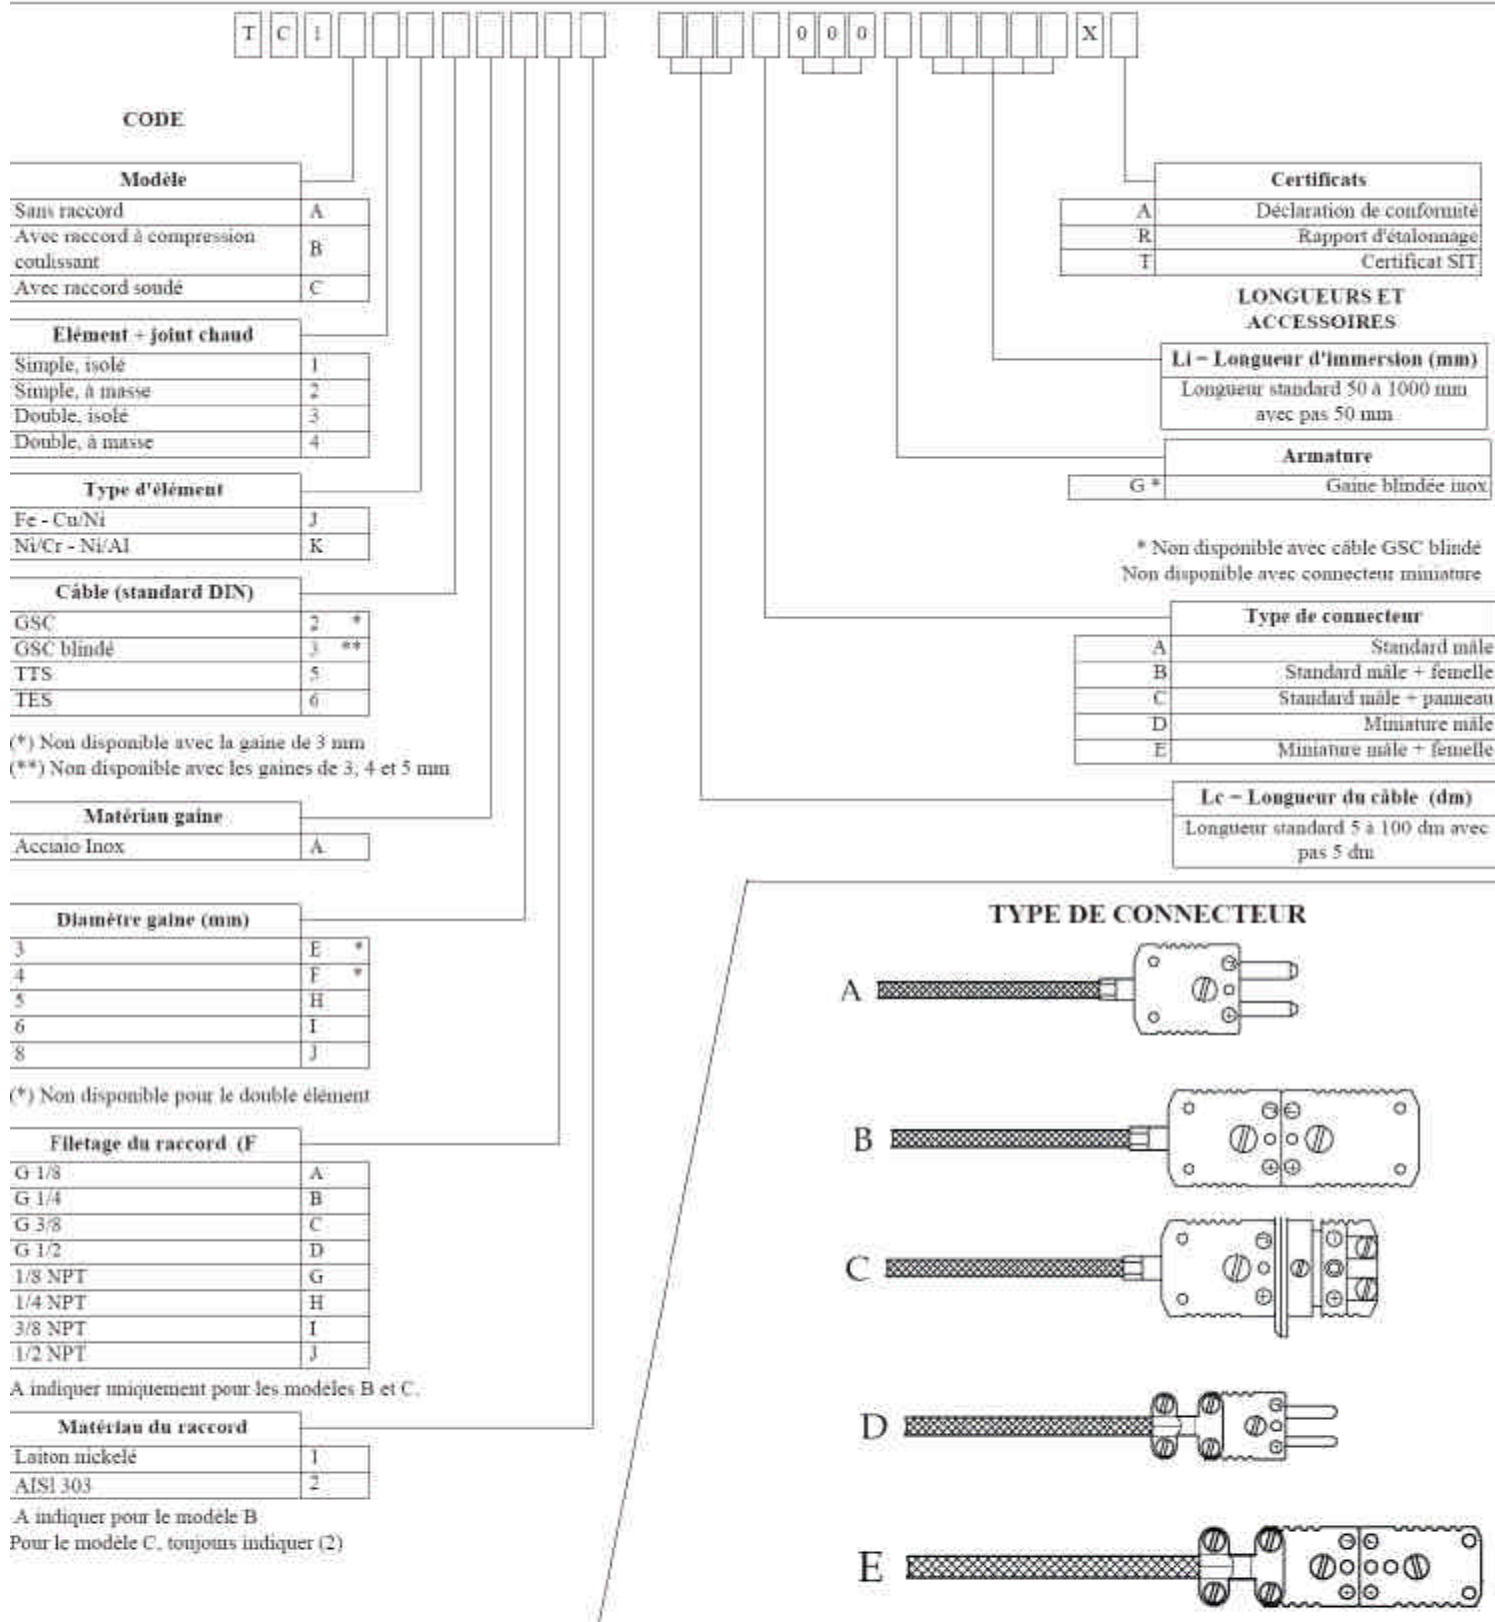 T C 1 0 0 0 X
CODE
Modèle
Sans raccord A
Avec raccord à compression
coulissant B
Avec raccord soudé C
Elément + joint chaud
Simple, isolé 1
Simple, à masse 2
Double, isolé 3
Double, à masse 4
Type d'élément
Fe - Cu/Ni J
Ni/Cr - Ni/Al K
Câble (standard DIN)
GSC 2 *
GSC blindé 3 **
TTS 5
TES 6
(*) Non disponible avec la gaine de 3 mm
(**) Non disponible avec les gaines de 3, 4 et 5 mm
Matériau gaine
Acciaio Inox A
Diamètre gaine (mm)
3 E *
4 F *
5 H
6 I
8 J
(*) Non disponible pour le double élément
Filetage du raccord (F
G 1/8 A
G 1/4 B
G 3/8 C
G 1/2 D
1/8 NPT G
1/4 NPT H
3/8 NPT I
1/2 NPT J
A indiquer uniquement pour les modèles B et C.
Matériau du raccord
Laiton nickelé 1
AISI 303 2
A indiquer pour le modèle B
Pour le modèle C, toujours indiquer (2)
Certificats
A Déclaration de conformité
R Rapport d'étalonnage
T Certificat SIT
LONGUEURS ET
ACCESSOIRES
Li = Longueur d'immersion (mm)
Longueur standard 50 à 1000 mm
avec pas 50 mm
Armature
G * Gaine blindée inox
* Non disponible avec câble GSC blindé
Non disponible avec connecteur miniature
Type de connecteur
A Standard mâle
B Standard mâle + femelle
C Standard mâle + panneau
D Miniature mâle
E Miniature mâle + femelle
Lc = Longueur du câble (dm)
Longueur standard 5 à 100 dm avec
pas 5 dm
TYPE DE CONNECTEUR
A
B
C
D
E